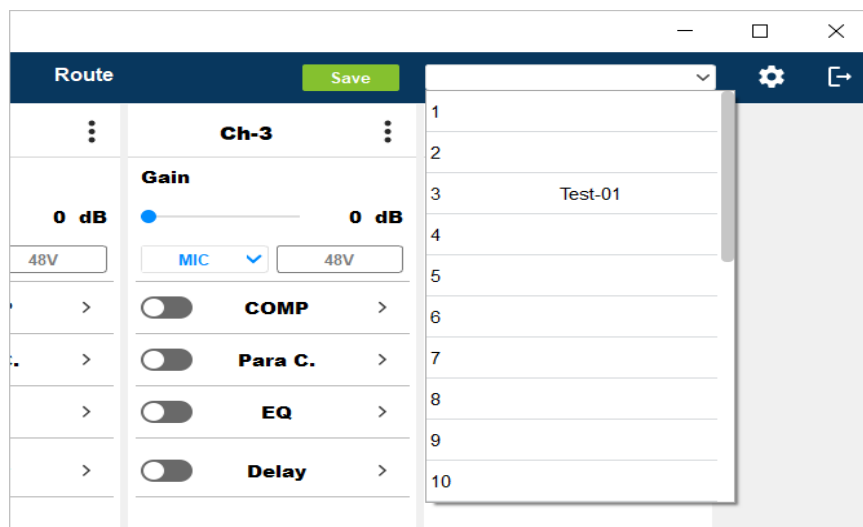 Route
Save
1
2
3 Test-01
4
5
6
7
8
9
10
0 dB
48V
Ch-3
Gain
0 dB
MIC
48V
COMP
Para C.
EQ
Delay